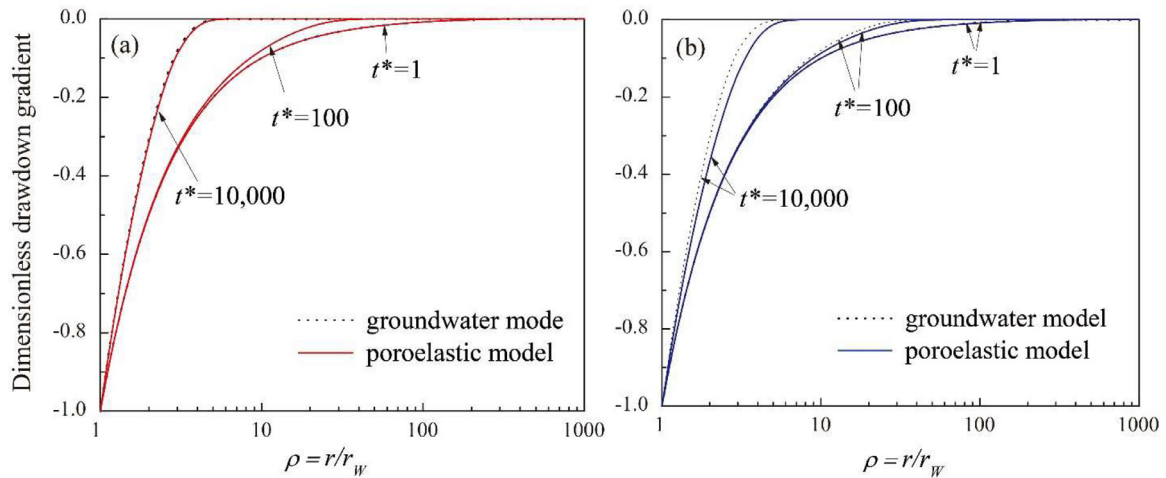 Dimensionless drawdown gradient
0.0
-0.2
-0.4
-0.6
-0.8
-1.0
(a)
t*=1
t*=100
t*=10,000
groundwater mode
poroelastic model
1
10
100
1000
ρ = r/r_W
0.0
-0.2
-0.4
-0.6
-0.8
-1.0
(b)
t*=1
t*=100
t*=10,000
groundwater model
poroelastic model
1
10
100
1000
ρ = r/r_W